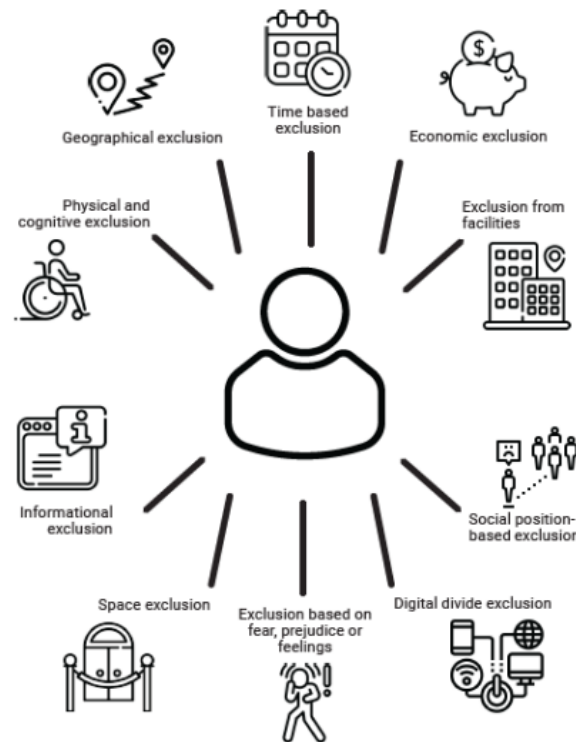 Time based
exclusion
Geographical exclusion
Economic exclusion
Physical and
cognitive exclusion
Exclusion from
facilities
Informational
exclusion
Social position-
based exclusion
Space exclusion
Exclusion based on
fear, prejudice or
feelings
Digital divide exclusion